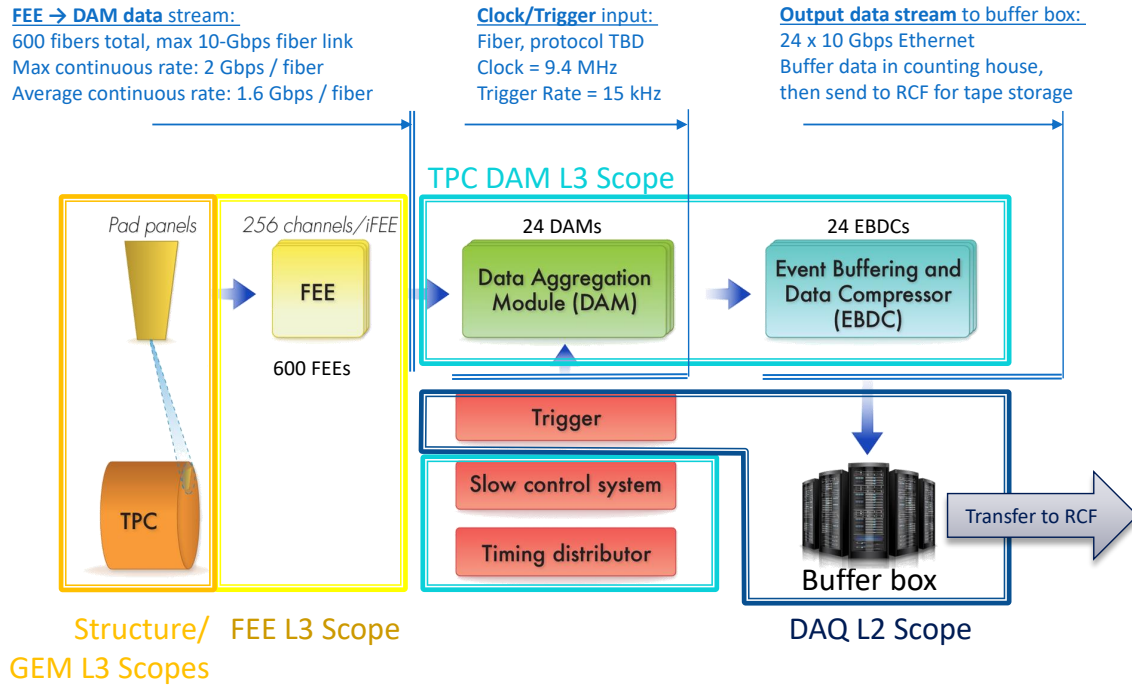 FEE → DAM data stream:
600 fibers total, max 10-Gbps fiber link
Max continuous rate: 2 Gbps / fiber
Average continuous rate: 1.6 Gbps / fiber
Clock/Trigger input:
Fiber, protocol TBD
Clock = 9.4 MHz
Trigger Rate = 15 kHz
Output data stream to buffer box:
24 x 10 Gbps Ethernet
Buffer data in counting house,
then send to RCF for tape storage
TPC DAM L3 Scope
Pad panels
256 channels/iFEE
24 DAMs
24 EBDCs
FEE
Data Aggregation
Module (DAM)
Event Buffering and
Data Compressor
(EBDC)
600 FEEs
Trigger
Slow control system
Timing distributor
TPC
Transfer to RCF
Buffer box
Structure/
GEM L3 Scopes
FEE L3 Scope
DAQ L2 Scope